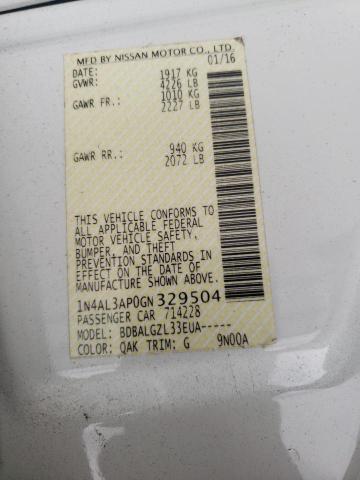 MFD BY NISSAN MOTOR CO., LTD.
DATE: 01/16
GVWR: 1917 KG
4226 LB
GAWR FR.: 1010 KG
2227 LB
GAWR RR.: 940 KG
2072 LB
THIS VEHICLE CONFORMS TO
ALL APPLICABLE FEDERAL
MOTOR VEHICLE SAFETY,
BUMPER, AND THEFT
PREVENTION STANDARDS IN
EFFECT ON THE DATE OF
MANUFACTURE SHOWN ABOVE.
1N4AL3AP0GN329504
PASSENGER CAR 714228
MODEL: BDBALGZL33EUA-----
COLOR: QAK TRIM: G 9N00A